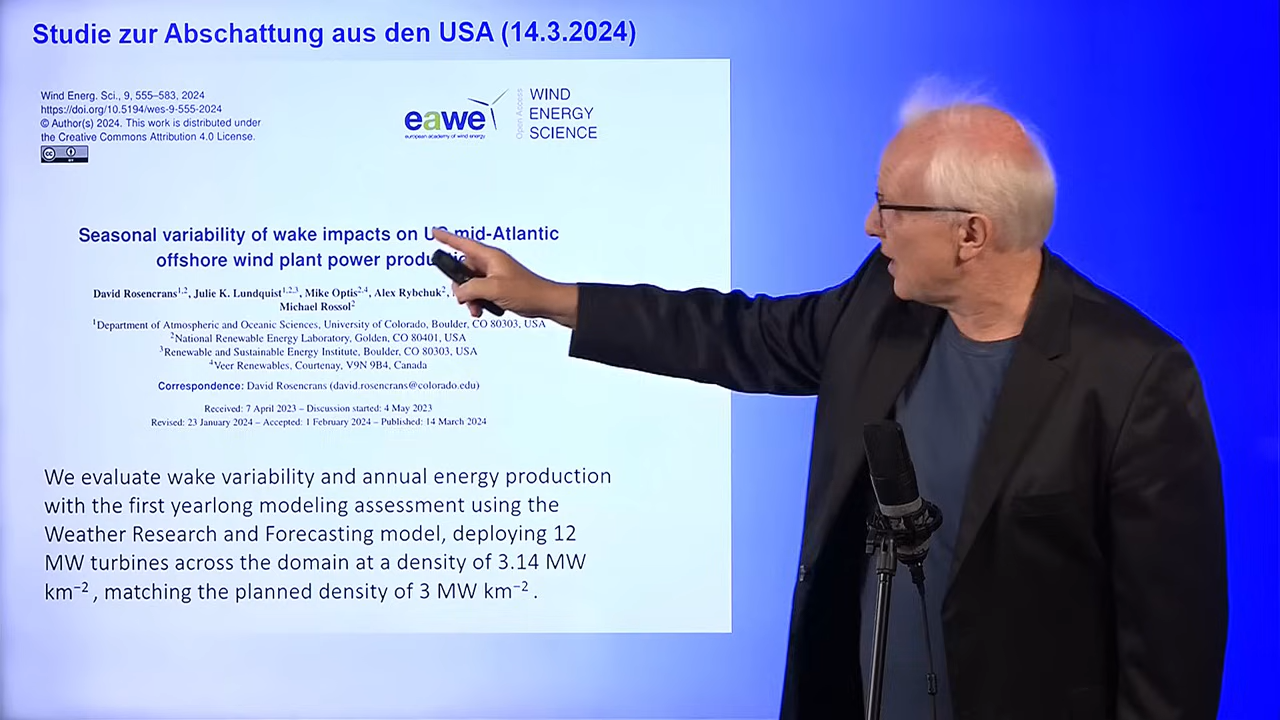 Studie zur Abschattung aus den USA (14.3.2024)
Wind Energ. Sci., 9, 555–583, 2024
https://doi.org/10.5194/wes-9-555-2024
© Author(s) 2024. This work is distributed under
the Creative Commons Attribution 4.0 License.
eawe
european academy of wind energy
Open Access
WIND
ENERGY
SCIENCE
Seasonal variability of wake impacts on US mid-Atlantic
offshore wind plant power
David Rosencrans1,2, Julie K. Lundquist1,2,3, Mike Optis2,4, Alex Rybchuk2,
Michael Rossol2
1Department of Atmospheric and Oceanic Sciences, University of Colorado, Boulder, CO 80303, USA
2National Renewable Energy Laboratory, Golden, CO 80401, USA
3Renewable and Sustainable Energy Institute, Boulder, CO 80303, USA
4Veer Renewables, Courtenay, V9N 9B4, Canada
Correspondence: David Rosencrans (david.rosencrans@colorado.edu)
Received: 7 April 2023 – Discussion started: 4 May 2023
Revised: 23 January 2024 – Accepted: 1 February 2024 – Published: 14 March 2024
We evaluate wake variability and annual energy production
with the first yearlong modeling assessment using the
Weather Research and Forecasting model, deploying 12
MW turbines across the domain at a density of 3.14 MW
km⁻² , matching the planned density of 3 MW km⁻² .